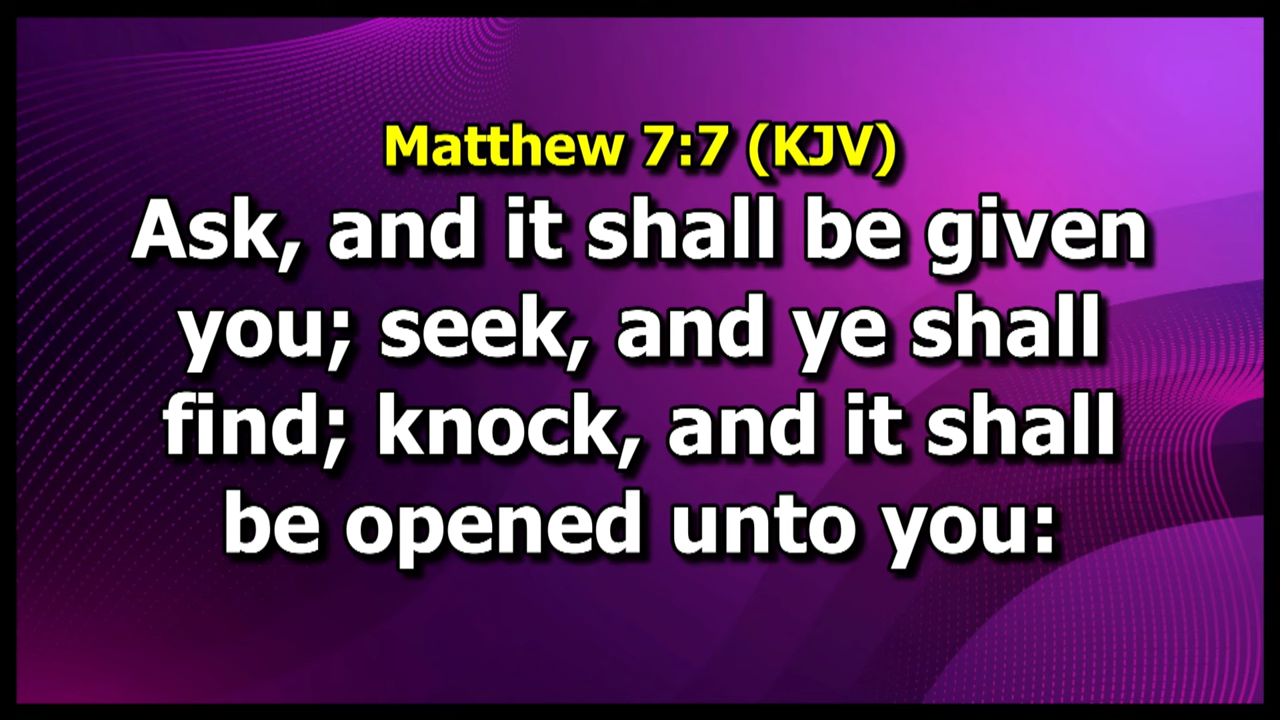 Matthew 7:7 (KJV)
Ask, and it shall be given
you; seek, and ye shall
find; knock, and it shall
be opened unto you: